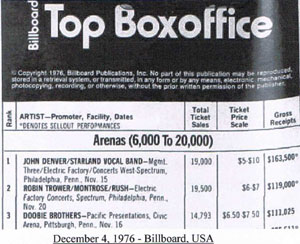 Billboard Top Boxoffice
© Copyright 1976, Billboard Publications, Inc. No part of this publication may be reproduced,
stored in a retrieval system, or transmitted, in any form or by any means, electronic, mechanical,
photocopying, recording, or otherwise, without the prior written permission of the publisher.
Rank ARTIST—Promoter, Facility, Dates Total Ticket Sales Ticket Price Scale Gross Receipts
*DENOTES SELLOUT PERFORMANCES
Arenas (6,000 To 20,000)
1 JOHN DENVER/STARLAND VOCAL BAND—Mgmt. 19,000 $5-$10 $163,500*
Three/Electric Factory/Concerts West-Spectrum,
Philadelphia, Penn., Nov. 15
2 ROBIN TROWER/MONTROSE/RUSH—Electric 19,500 $6-$7 $119,000*
Factory Concerts, Spectrum, Philadelphia, Penn.,
Nov. 20
3 DOOBIE BROTHERS—Pacific Presentations, Civic 14,793 $6.50 $7.50 $111,025
Arena, Pittsburgh, Penn., Nov. 16
December 4, 1976 - Billboard, USA